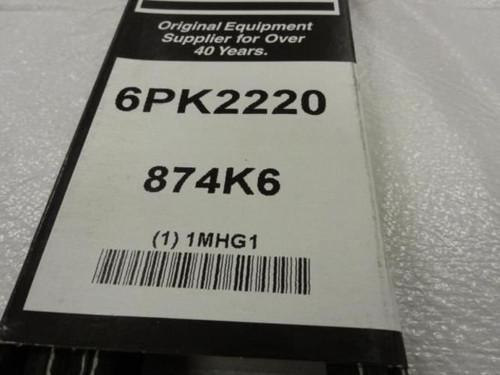 Original Equipment
Supplier for Over
40 Years.
6PK2220
874K6
(1) 1MHG1